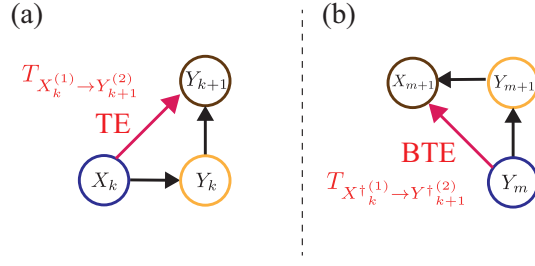 (a)
(b)
T_{X_k^{(1)} → Y_{k+1}^{(2)}}
Y_{k+1}
TE
X_k
Y_k
X_{m+1}
Y_{m+1}
BTE
T_{X†_k^{(1)} → Y†_{k+1}^{(2)}}
Y_m